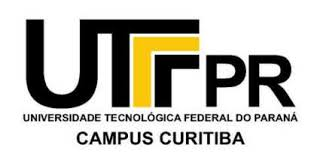 UTFPR
UNIVERSIDADE TECNOLÓGICA FEDERAL DO PARANÁ
CAMPUS CURITIBA